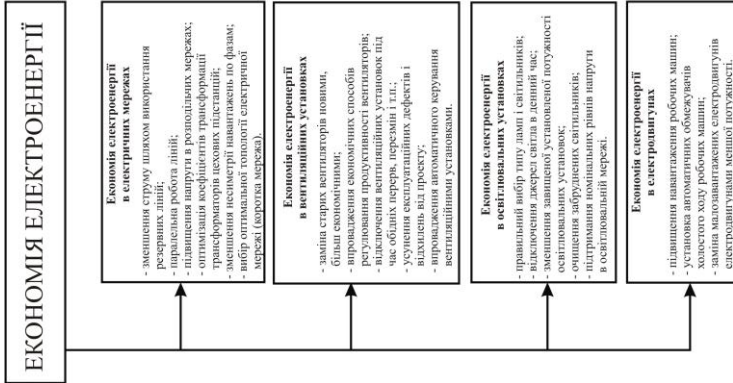 ЕКОНОМІЯ ЕЛЕКТРОЕНЕРГІЇ
Економія електроенергії
в електричних мережах
- зменшення струму шляхом використання
резервних ліній;
- паралельна робота ліній;
- підвищення напруги в розподільчих мережах;
- оптимізація коефіцієнтів трансформації
трансформаторів цехових підстанцій;
- зменшення несиметрії навантажень по фазам;
- вибір оптимальної топології електричної
мережі (коротка мережа).
Економія електроенергії
в вентиляційних установках
- заміна старих вентиляторів новими,
більш економічними;
- впровадження економічних способів
регулювання продуктивності вентиляторів;
- відключення вентиляційних установок під
час обідніх перерв, перезмін і т.п.;
- усунення експлуатаційних дефектів і
відхилень від проекту;
- впровадження автоматичного керування
вентиляційними установками.
Економія електроенергії
в освітлювальних установках
- правильний вибір типу ламп і світильників;
- відключення джерел світла в денний час;
- зменшення завищеної установленої потужності
освітлювальних установок;
- очищення забруднених світильників;
- підтримання номінальних рівнів напруги
в освітлювальній мережі.
Економія електроенергії
в електродвигунах
- підвищення навантаження робочих машин;
- установка автоматичних обмежувачів
холостого ходу робочих машин;
- заміна малозавантажених електродвигунів
електродвигунами меншої потужності.